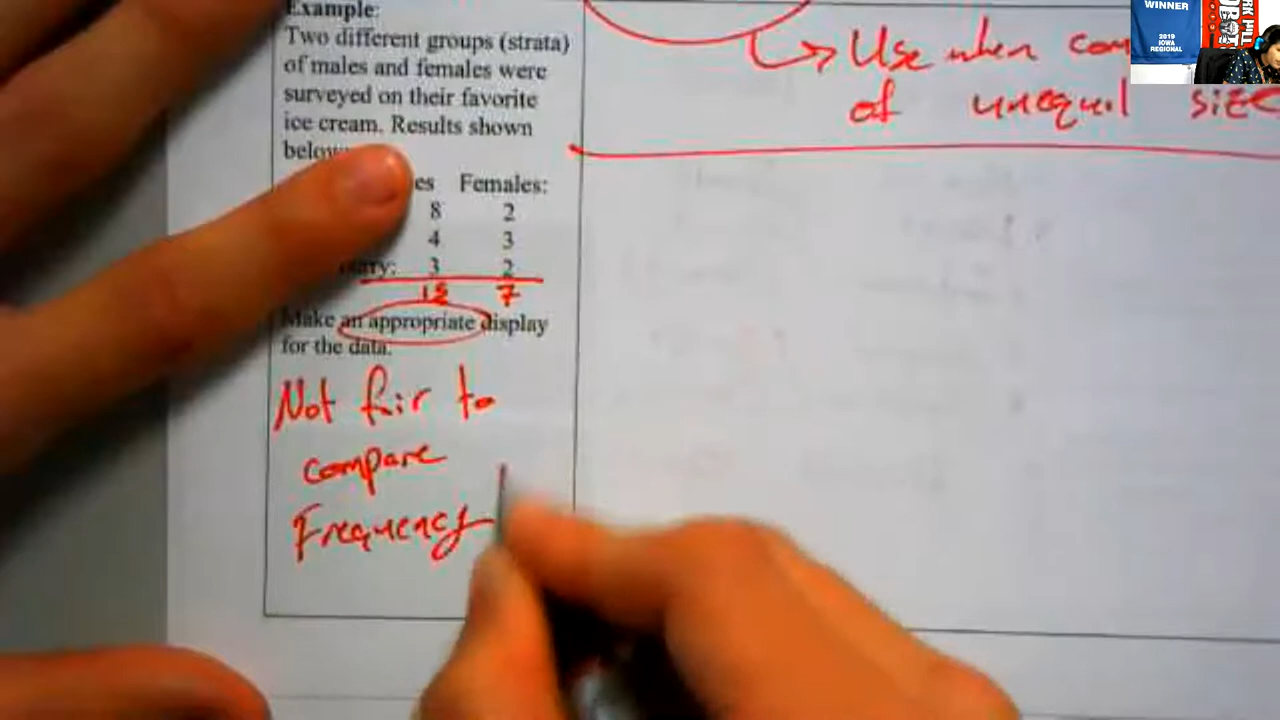 Example:
Two different groups (strata)
of males and females were
surveyed on their favorite
ice cream. Results shown
Females:
8 2
4 3
3 2
15 7
Make an appropriate display
for the data.
Not fair to
compare
Frequency
Use when
of unequal size
WINNER
2019
IOWA
REGIONAL